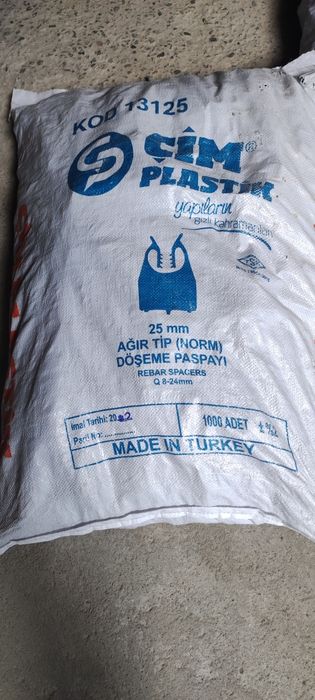 KOD 13125
ÇİM®
PLASTİK
yapıların
gizli kahramanları
25 mm
AĞIR TİP (NORM)
DÖŞEME PASPAYI
REBAR SPACERS
Q 8-24mm
İmal Tarihi: 2022
Parti No: ..............
1000 ADET
MADE IN TURKEY